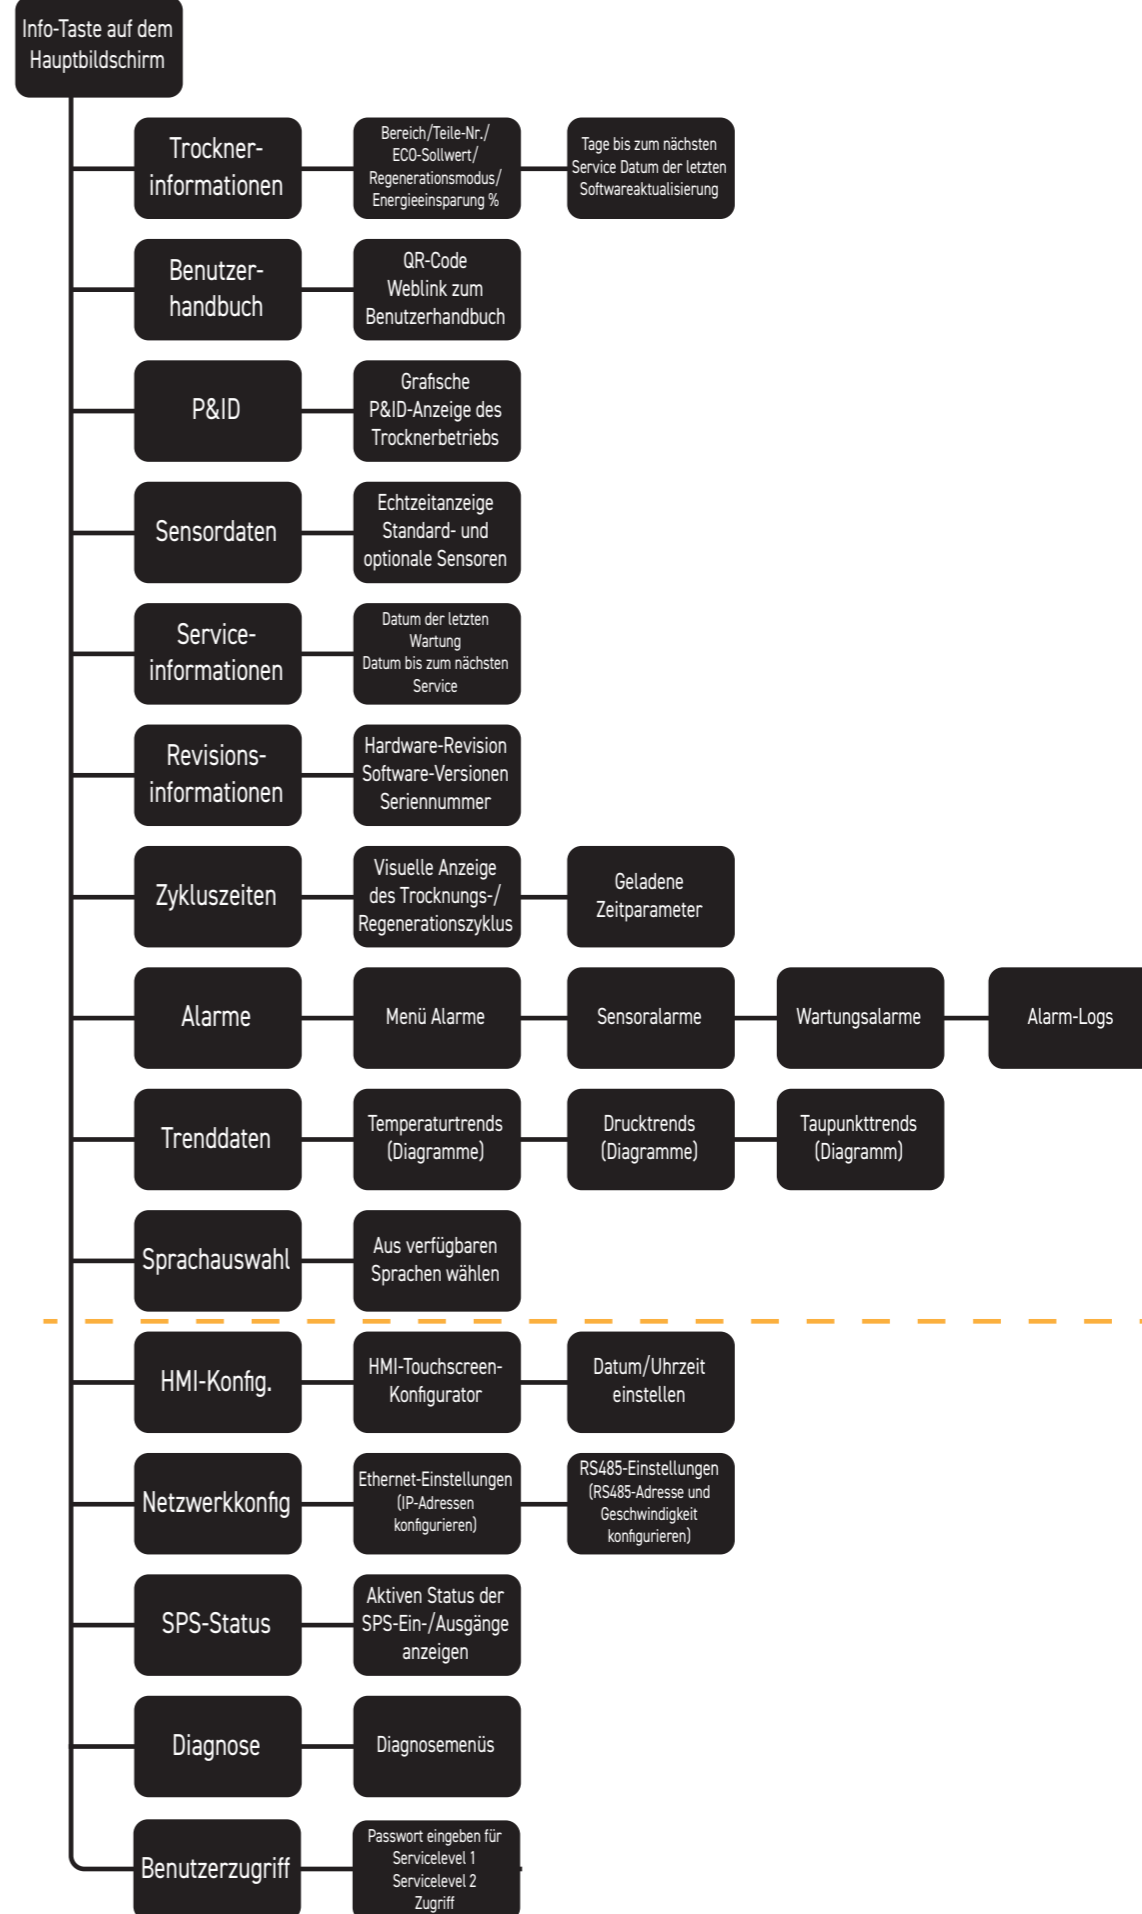 Info-Taste auf dem
Hauptbildschirm
Trockner-
informationen
Bereich/Teile-Nr./
ECO-Sollwert/
Regenerationsmodus/
Energieeinsparung %
Tage bis zum nächsten
Service Datum der letzten
Softwareaktualisierung
Benutzer-
handbuch
QR-Code
Weblink zum
Benutzerhandbuch
P&ID
Grafische
P&ID-Anzeige des
Trocknerbetriebs
Sensordaten
Echtzeitanzeige
Standard- und
optionale Sensoren
Service-
informationen
Datum der letzten
Wartung
Datum bis zum nächsten
Service
Revisions-
informationen
Hardware-Revision
Software-Versionen
Seriennummer
Zykluszeiten
Visuelle Anzeige
des Trocknungs-/
Regenerationszyklus
Geladene
Zeitparameter
Alarme
Menü Alarme
Sensoralarme
Wartungsalarme
Alarm-Logs
Trenddaten
Temperaturtrends
(Diagramme)
Drucktrends
(Diagramme)
Taupunkttrends
(Diagramm)
Sprachauswahl
Aus verfügbaren
Sprachen wählen
HMI-Konfig.
HMI-Touchscreen-
Konfigurator
Datum/Uhrzeit
einstellen
Netzwerkkonfig
Ethernet-Einstellungen
(IP-Adressen
konfigurieren)
RS485-Einstellungen
(RS485-Adresse und
Geschwindigkeit
konfigurieren)
SPS-Status
Aktiven Status der
SPS-Ein-/Ausgänge
anzeigen
Diagnose
Diagnosemenüs
Benutzerzugriff
Passwort eingeben für
Servicelevel 1
Servicelevel 2
Zugriff